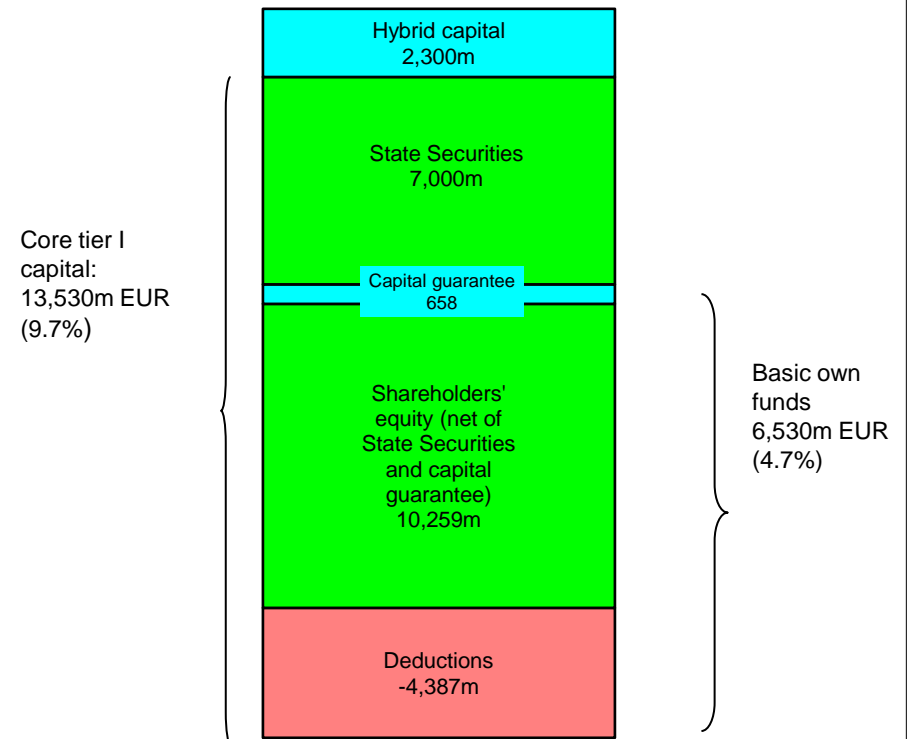 Hybrid capital
2,300m
State Securities
7,000m
Core tier I
capital:
13,530m EUR
(9.7%)
Capital guarantee
658
Shareholders'
equity (net of
State Securities
and capital
guarantee)
10,259m
Basic own
funds
6,530m EUR
(4.7%)
Deductions
-4,387m